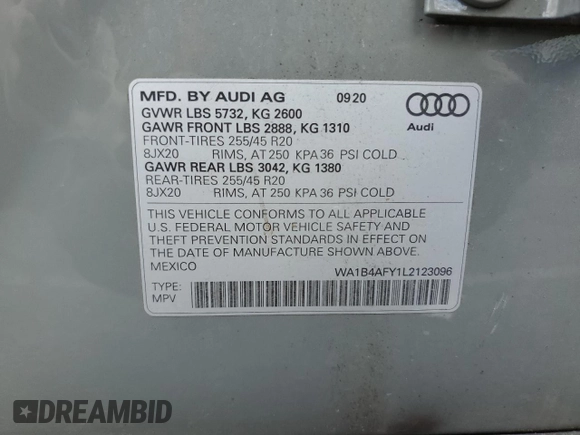 MFD. BY AUDI AG 09 20
GVWR LBS 5732, KG 2600
GAWR FRONT LBS 2888, KG 1310
FRONT-TIRES 255/45 R20
8JX20 RIMS, AT 250 KPA 36 PSI COLD
GAWR REAR LBS 3042, KG 1380
REAR-TIRES 255/45 R20
8JX20 RIMS, AT 250 KPA 36 PSI COLD
Audi
THIS VEHICLE CONFORMS TO ALL APPLICABLE
U.S. FEDERAL MOTOR VEHICLE SAFETY AND
THEFT PREVENTION STANDARDS IN EFFECT ON
THE DATE OF MANUFACTURE SHOWN ABOVE.
MEXICO WA1B4AFY1L2123096
TYPE:
MPV
DREAMBID